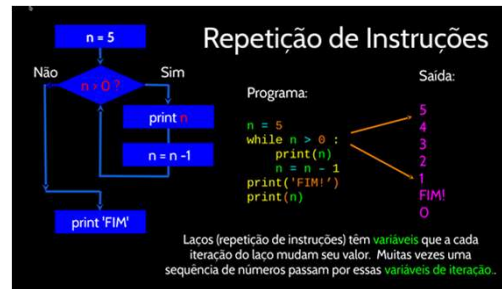 Repetição de Instruções
n = 5
Não
Sim
n > 0 ?
print n
n = n -1
print 'FIM'
Programa:
n = 5
while n > 0 :
print(n)
n = n - 1
print('FIM!')
print(n)
Saída:
5
4
3
2
1
FIM!
0
Laços (repetição de instruções) têm variáveis que a cada
iteração do laço mudam seu valor. Muitas vezes uma
sequência de números passam por essas variáveis de iteração..